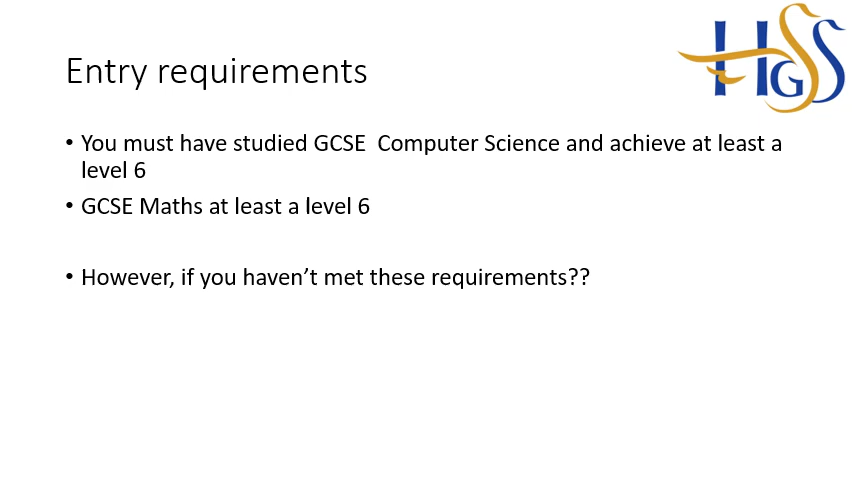 Entry requirements
HGSS
• You must have studied GCSE  Computer Science and achieve at least a
level 6
• GCSE Maths at least a level 6
• However, if you haven’t met these requirements??